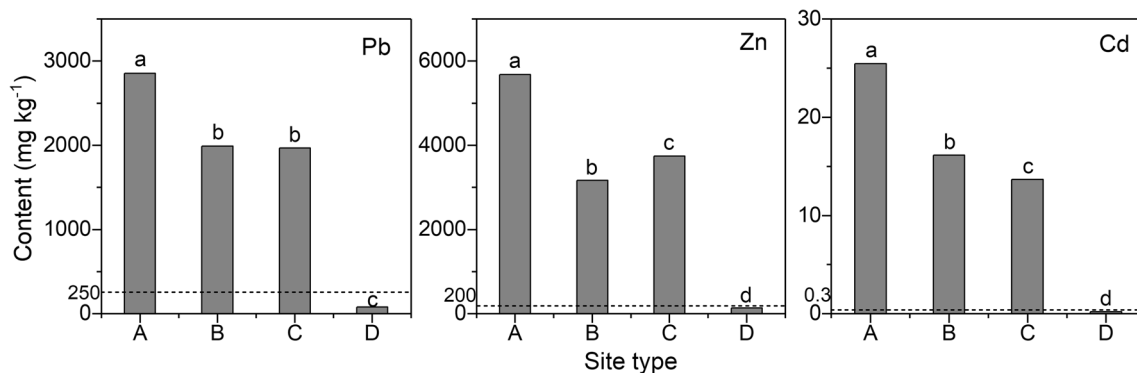 Content (mg kg-1)
Pb
3000
2000
1000
250
0
a
b
b
c
A B C D
Zn
6000
4000
2000
200
0
a
b
c
d
A B C D
Cd
30
20
10
0.3
0
a
b
c
d
A B C D
Site type